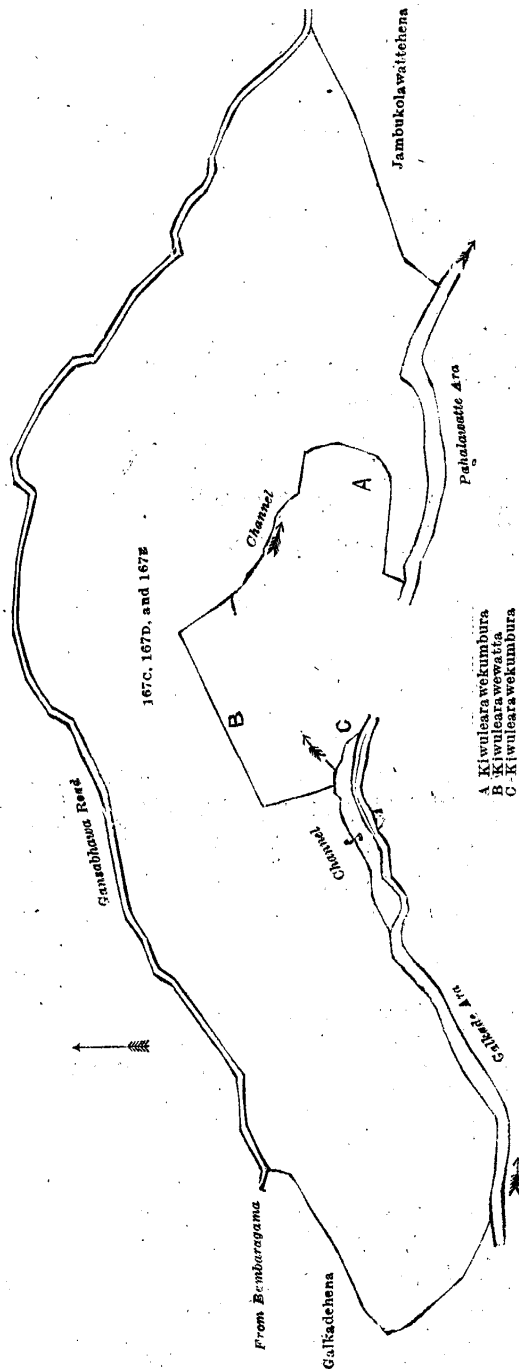 Gansabhawa Road
167C, 167D, and 167E
Channel
B
A
Jambukolawattehena
From Bembaragama
Galkadehena
Channel
C
Pahalawatte Ara
Galkade Ara
A Kiwulearawekumbura
B Kiwulearawewatta
C Kiwulearawekumbura